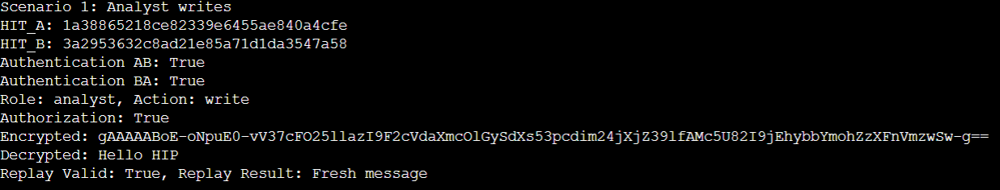 Scenario 1: Analyst writes
HIT_A: 1a38865218ce82339e6455ae840a4cfe
HIT_B: 3a2953632c8ad21e85a71d1da3547a58
Authentication AB: True
Authentication BA: True
Role: analyst, Action: write
Authorization: True
Encrypted: gAAAAABoE-oNpuE0-vV37cFO25llazI9F2cVdaXmcOlGySdXs53pcdim24jXjZ39lfAMc5U82I9jEhybbYmohZzXFnVmzwSw-g==
Decrypted: Hello HIP
Replay Valid: True, Replay Result: Fresh message